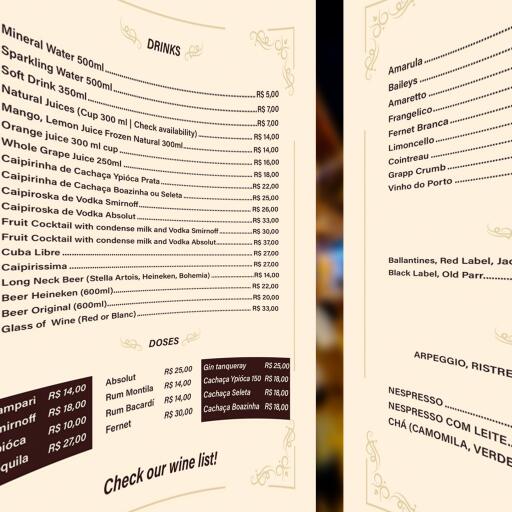 DRINKS
Mineral Water 500ml R$ 5,00
Sparkling Water 500ml R$ 7,00
Soft Drink 350ml R$ 7,00
Natural Juices (Cup 300 ml | Check availability) R$ 14,00
Mango, Lemon Juice Frozen Natural 300ml R$ 14,00
Orange juice 300 ml cup R$ 16,00
Whole Grape Juice 250ml R$ 18,00
Caipirinha de Cachaça Ypióca Prata R$ 22,00
Caipirinha de Cachaça Boazinha ou Seleta R$ 25,00
Caipiroska de Vodka Smirnoff R$ 26,00
Caipiroska de Vodka Absolut R$ 33,00
Fruit Cocktail with condense milk and Vodka Smirnoff R$ 30,00
Fruit Cocktail with condense milk and Vodka Absolut R$ 37,00
Cuba Libre R$ 27,00
Caipirissima R$ 27,00
Long Neck Beer (Stella Artois, Heineken, Bohemia) R$ 14,00
Beer Heineken (600ml) R$ 22,00
Beer Original (600ml) R$ 20,00
Glass of Wine (Red or Blanc) R$ 33,00
DOSES
ampari R$ 14,00
mirnoff R$ 18,00
pióca R$ 10,00
quila R$ 27,00
Absolut R$ 25,00
Rum Montila R$ 14,00
Rum Bacardí R$ 14,00
Fernet R$ 30,00
Gin tanqueray R$ 25,00
Cachaça Ypióca 150 R$ 18,00
Cachaça Seleta R$ 18,00
Cachaça Boazinha R$ 18,00
Check our wine list!
Amarula
Baileys
Amaretto
Frangelico
Fernet Branca
Limoncello
Cointreau
Grapp Crumb
Vinho do Porto
Ballantines, Red Label, Jac
Black Label, Old Parr
ARPEGGIO, RISTRE
NESPRESSO
NESPRESSO COM LEITE
CHÁ (CAMOMILA, VERDE